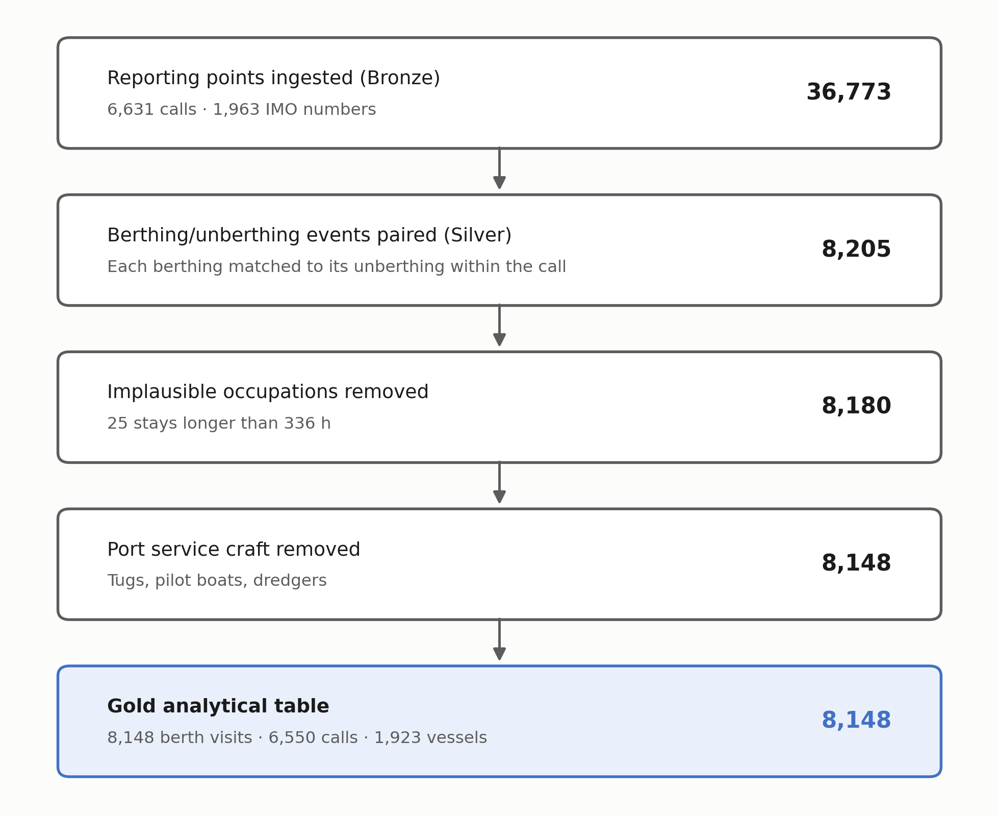 Reporting points ingested (Bronze)
36,773
6,631 calls · 1,963 IMO numbers
Berthing/unberthing events paired (Silver)
8,205
Each berthing matched to its unberthing within the call
Implausible occupations removed
8,180
25 stays longer than 336 h
Port service craft removed
8,148
Tugs, pilot boats, dredgers
Gold analytical table
8,148
8,148 berth visits · 6,550 calls · 1,923 vessels